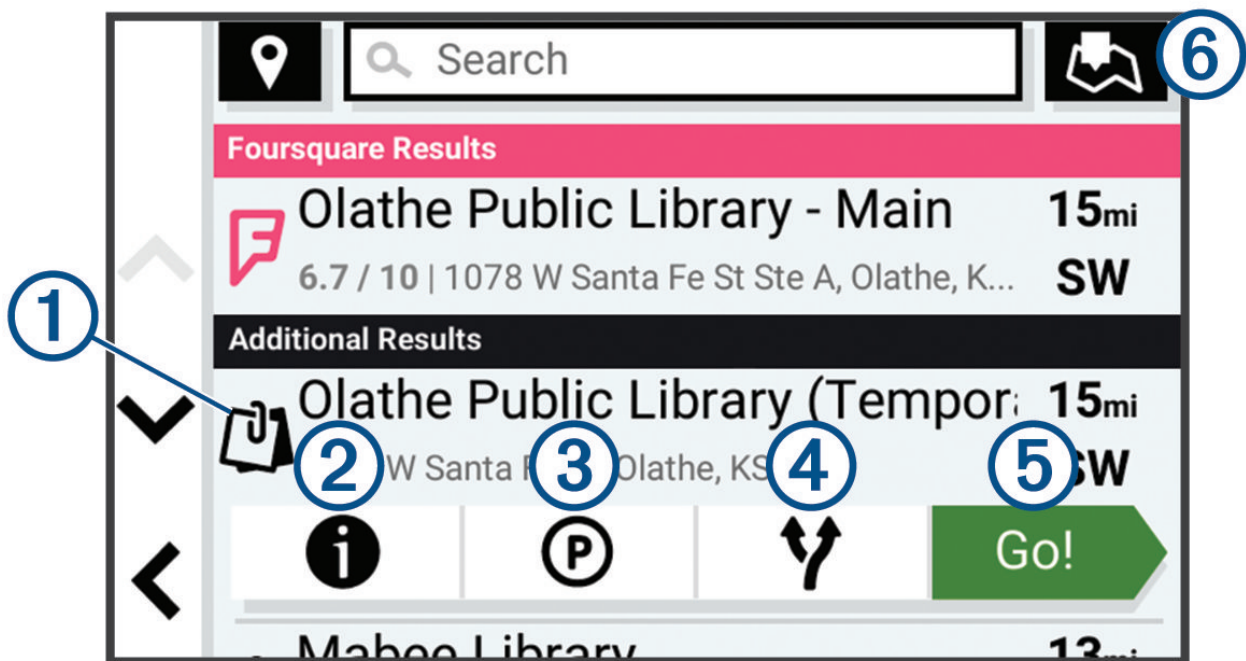 Search
6
Foursquare Results
Olathe Public Library - Main 15mi
6.7 / 10 | 1078 W Santa Fe St Ste A, Olathe, K... SW
1
Additional Results
Olathe Public Library (Tempor 15mi
2 W Santa 3 Olathe, KS 4 5 SW
i P Go!
Mabee Library 13mi